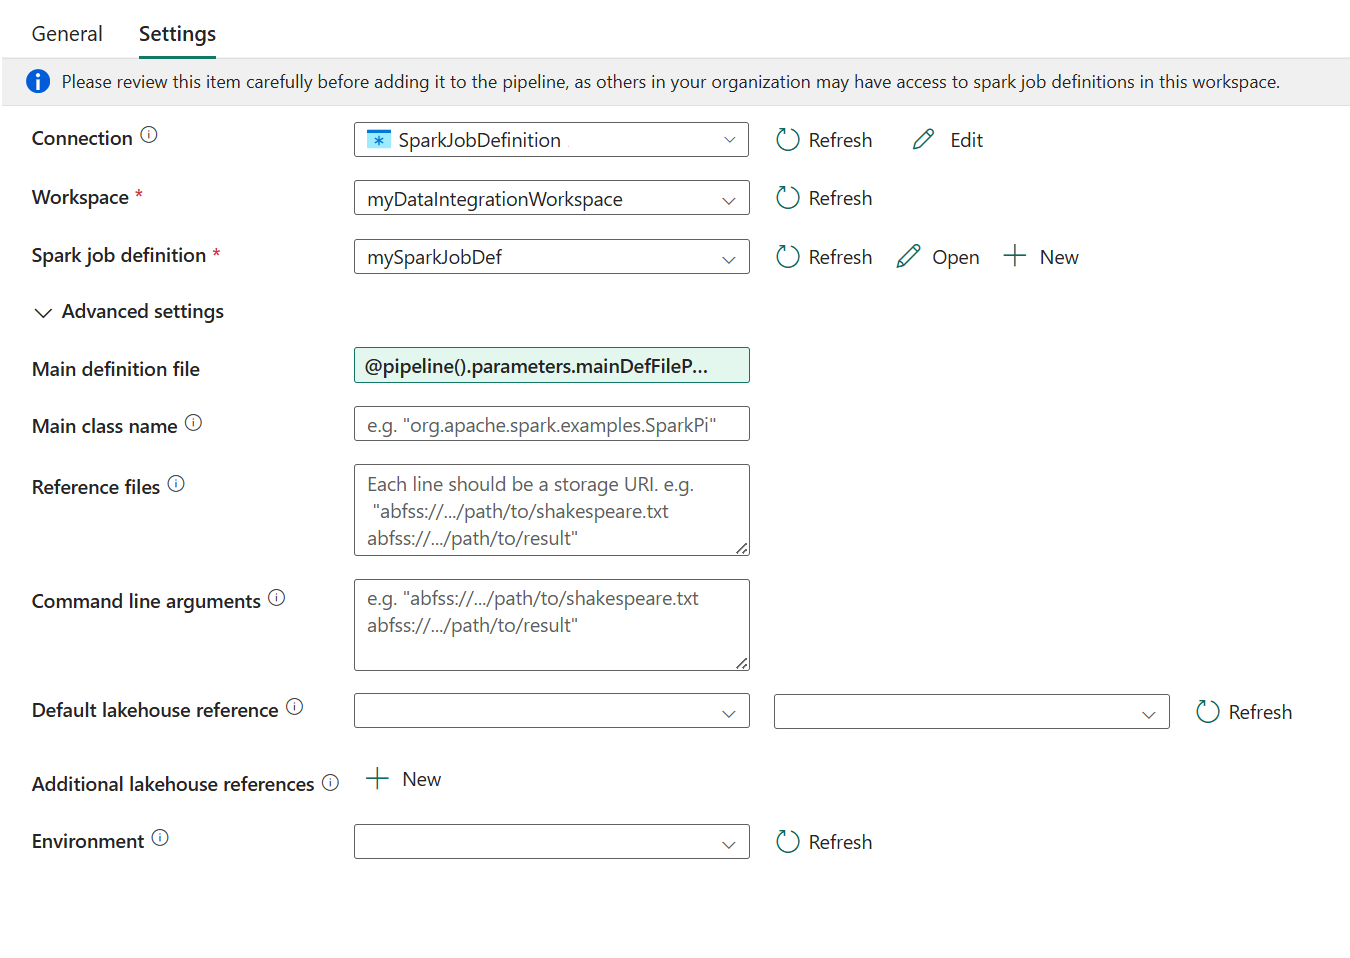 General Settings
Please review this item carefully before adding it to the pipeline, as others in your organization may have access to spark job definitions in this workspace.
Connection SparkJobDefinition Refresh Edit
Workspace * myDataIntegrationWorkspace Refresh
Spark job definition * mySparkJobDef Refresh Open New
Advanced settings
Main definition file @pipeline().parameters.mainDefFileP...
Main class name e.g. "org.apache.spark.examples.SparkPi"
Reference files Each line should be a storage URI. e.g.
"abfss://.../path/to/shakespeare.txt
abfss://.../path/to/result"
Command line arguments e.g. "abfss://.../path/to/shakespeare.txt
abfss://.../path/to/result"
Default lakehouse reference Refresh
Additional lakehouse references New
Environment Refresh